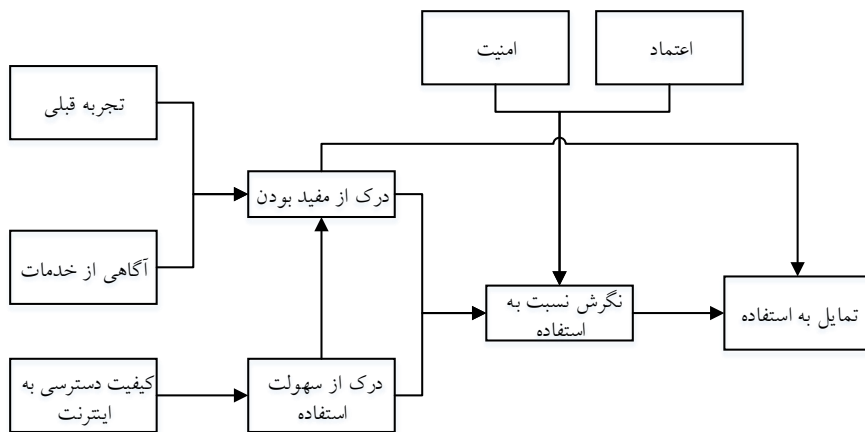 اعتماد
امنیت
تجربه قبلی
درک از مفید بودن
آگاهی از خدمات
نگرش نسبت به
استفاده
تمایل به استفاده
درک از سهولت
استفاده
کیفیت دسترسی به
اینترنت